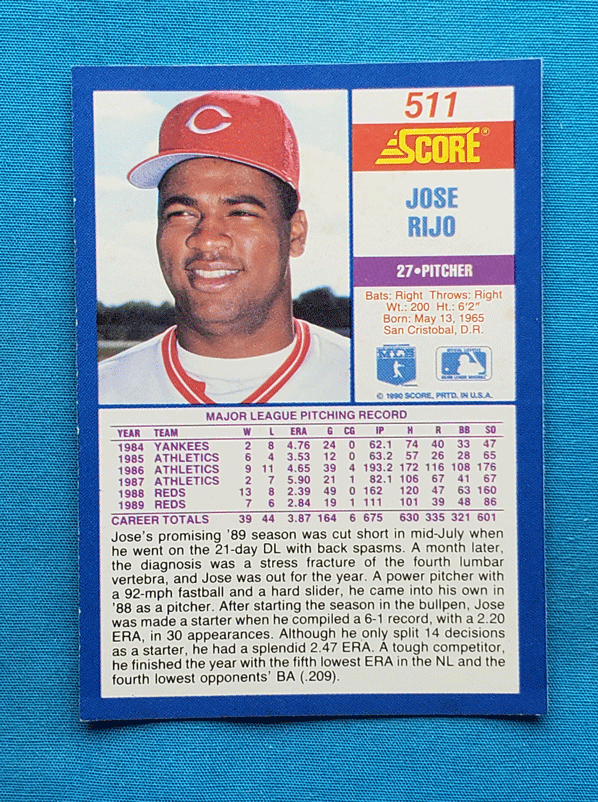 C
511
SCORE®
JOSE
RIJO
27•PITCHER
Bats: Right Throws: Right
Wt.: 200 Ht.: 6'2"
Born: May 13, 1965
San Cristobal, D.R.
© 1990 SCORE, PRTD. IN U.S.A.
MAJOR LEAGUE PITCHING RECORD
YEAR TEAM W L ERA G CG IP H R BB SO
1984 YANKEES 2 8 4.76 24 0 62.1 74 40 33 47
1985 ATHLETICS 6 4 3.53 12 0 63.2 57 26 28 65
1986 ATHLETICS 9 11 4.65 39 4 193.2 172 116 108 176
1987 ATHLETICS 2 7 5.90 21 1 82.1 106 67 41 67
1988 REDS 13 8 2.39 49 0 162 120 47 63 160
1989 REDS 7 6 2.84 19 1 111 101 39 48 86
CAREER TOTALS 39 44 3.87 164 6 675 630 335 321 601
Jose's promising '89 season was cut short in mid-July when
he went on the 21-day DL with back spasms. A month later,
the diagnosis was a stress fracture of the fourth lumbar
vertebra, and Jose was out for the year. A power pitcher with
a 92-mph fastball and a hard slider, he came into his own in
'88 as a pitcher. After starting the season in the bullpen, Jose
was made a starter when he compiled a 6-1 record, with a 2.20
ERA, in 30 appearances. Although he only split 14 decisions
as a starter, he had a splendid 2.47 ERA. A tough competitor,
he finished the year with the fifth lowest ERA in the NL and the
fourth lowest opponents' BA (.209).